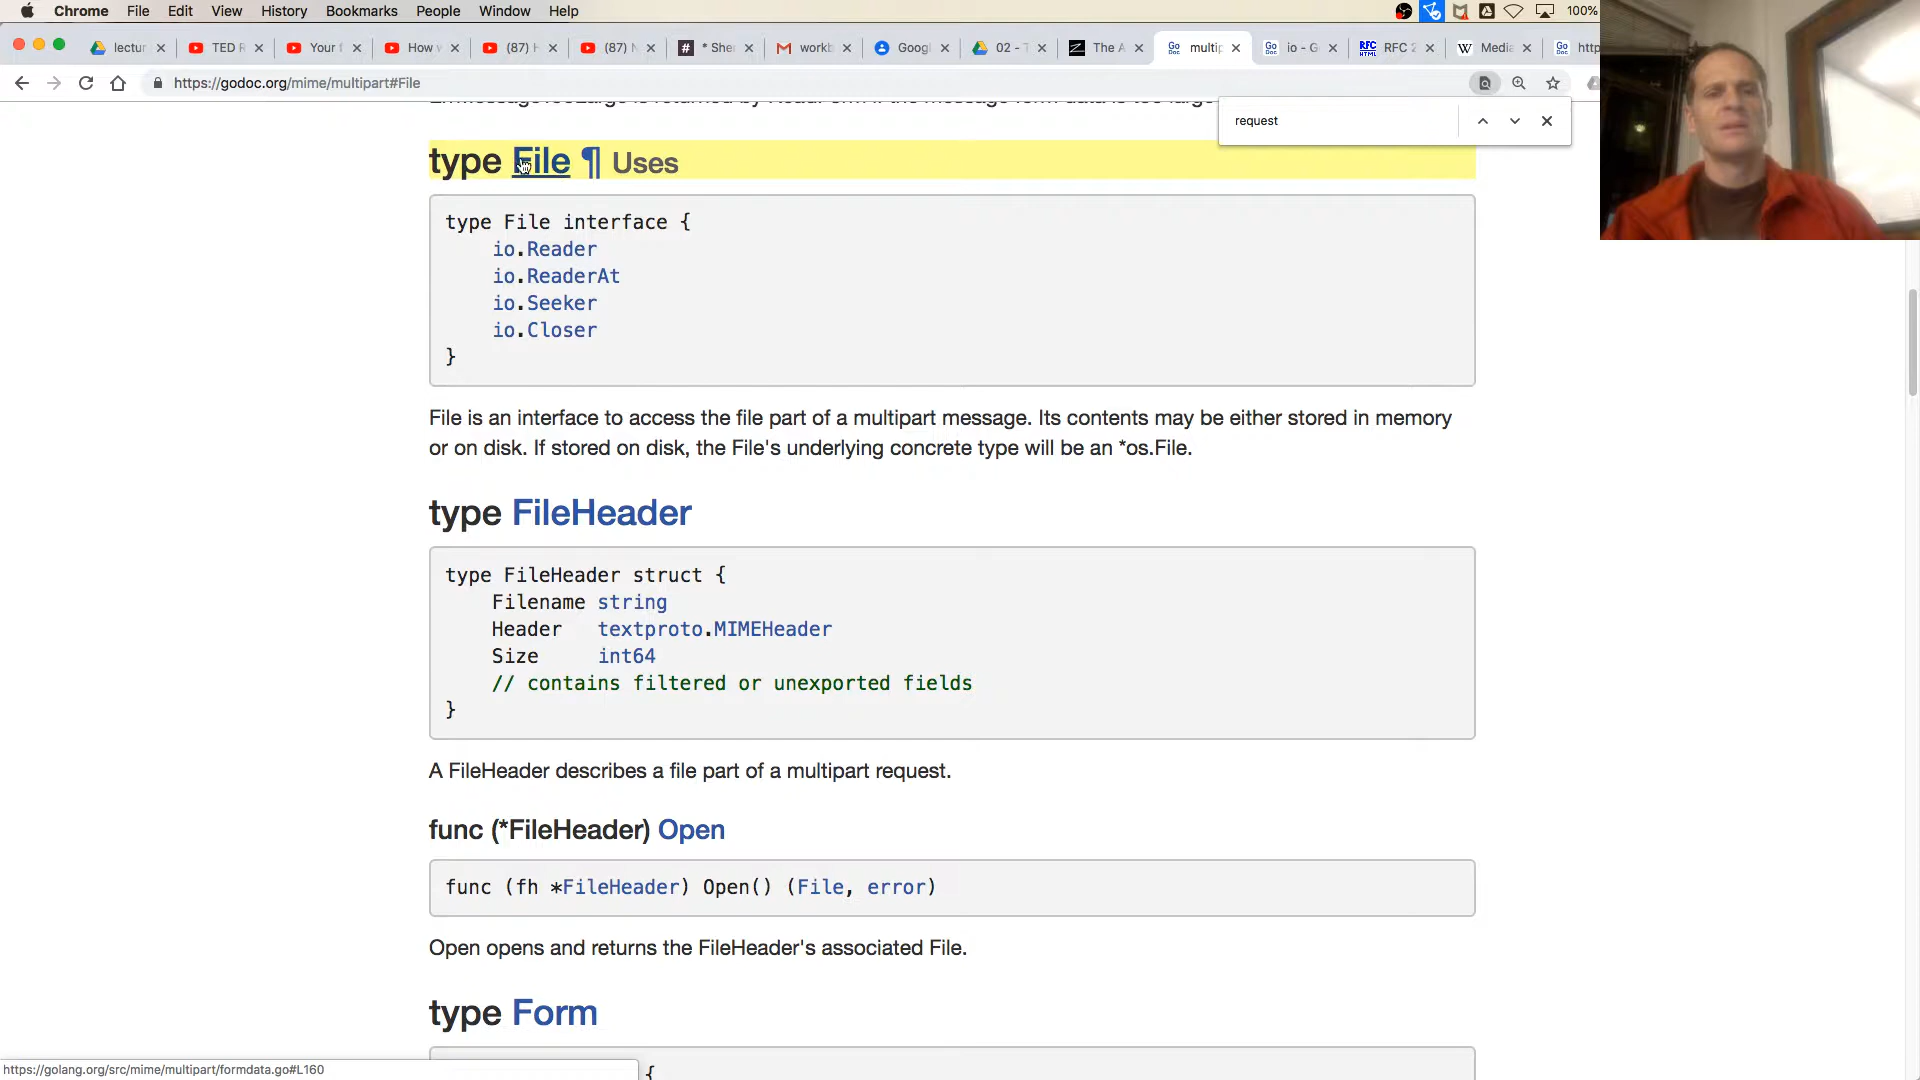 Chrome File Edit View History Bookmarks People Window Help 100%
lectur TED R Your f How (87) H (87) N * She workb Googl 02 - T The A multip io - G RFC 2 Media http
https://godoc.org/mime/multipart#File
request
type File ¶ Uses
type File interface {
io.Reader
io.ReaderAt
io.Seeker
io.Closer
}
File is an interface to access the file part of a multipart message. Its contents may be either stored in memory
or on disk. If stored on disk, the File's underlying concrete type will be an *os.File.
type FileHeader
type FileHeader struct {
Filename string
Header textproto.MIMEHeader
Size int64
// contains filtered or unexported fields
}
A FileHeader describes a file part of a multipart request.
func (*FileHeader) Open
func (fh *FileHeader) Open() (File, error)
Open opens and returns the FileHeader's associated File.
type Form
{
https://golang.org/src/mime/multipart/formdata.go#L160